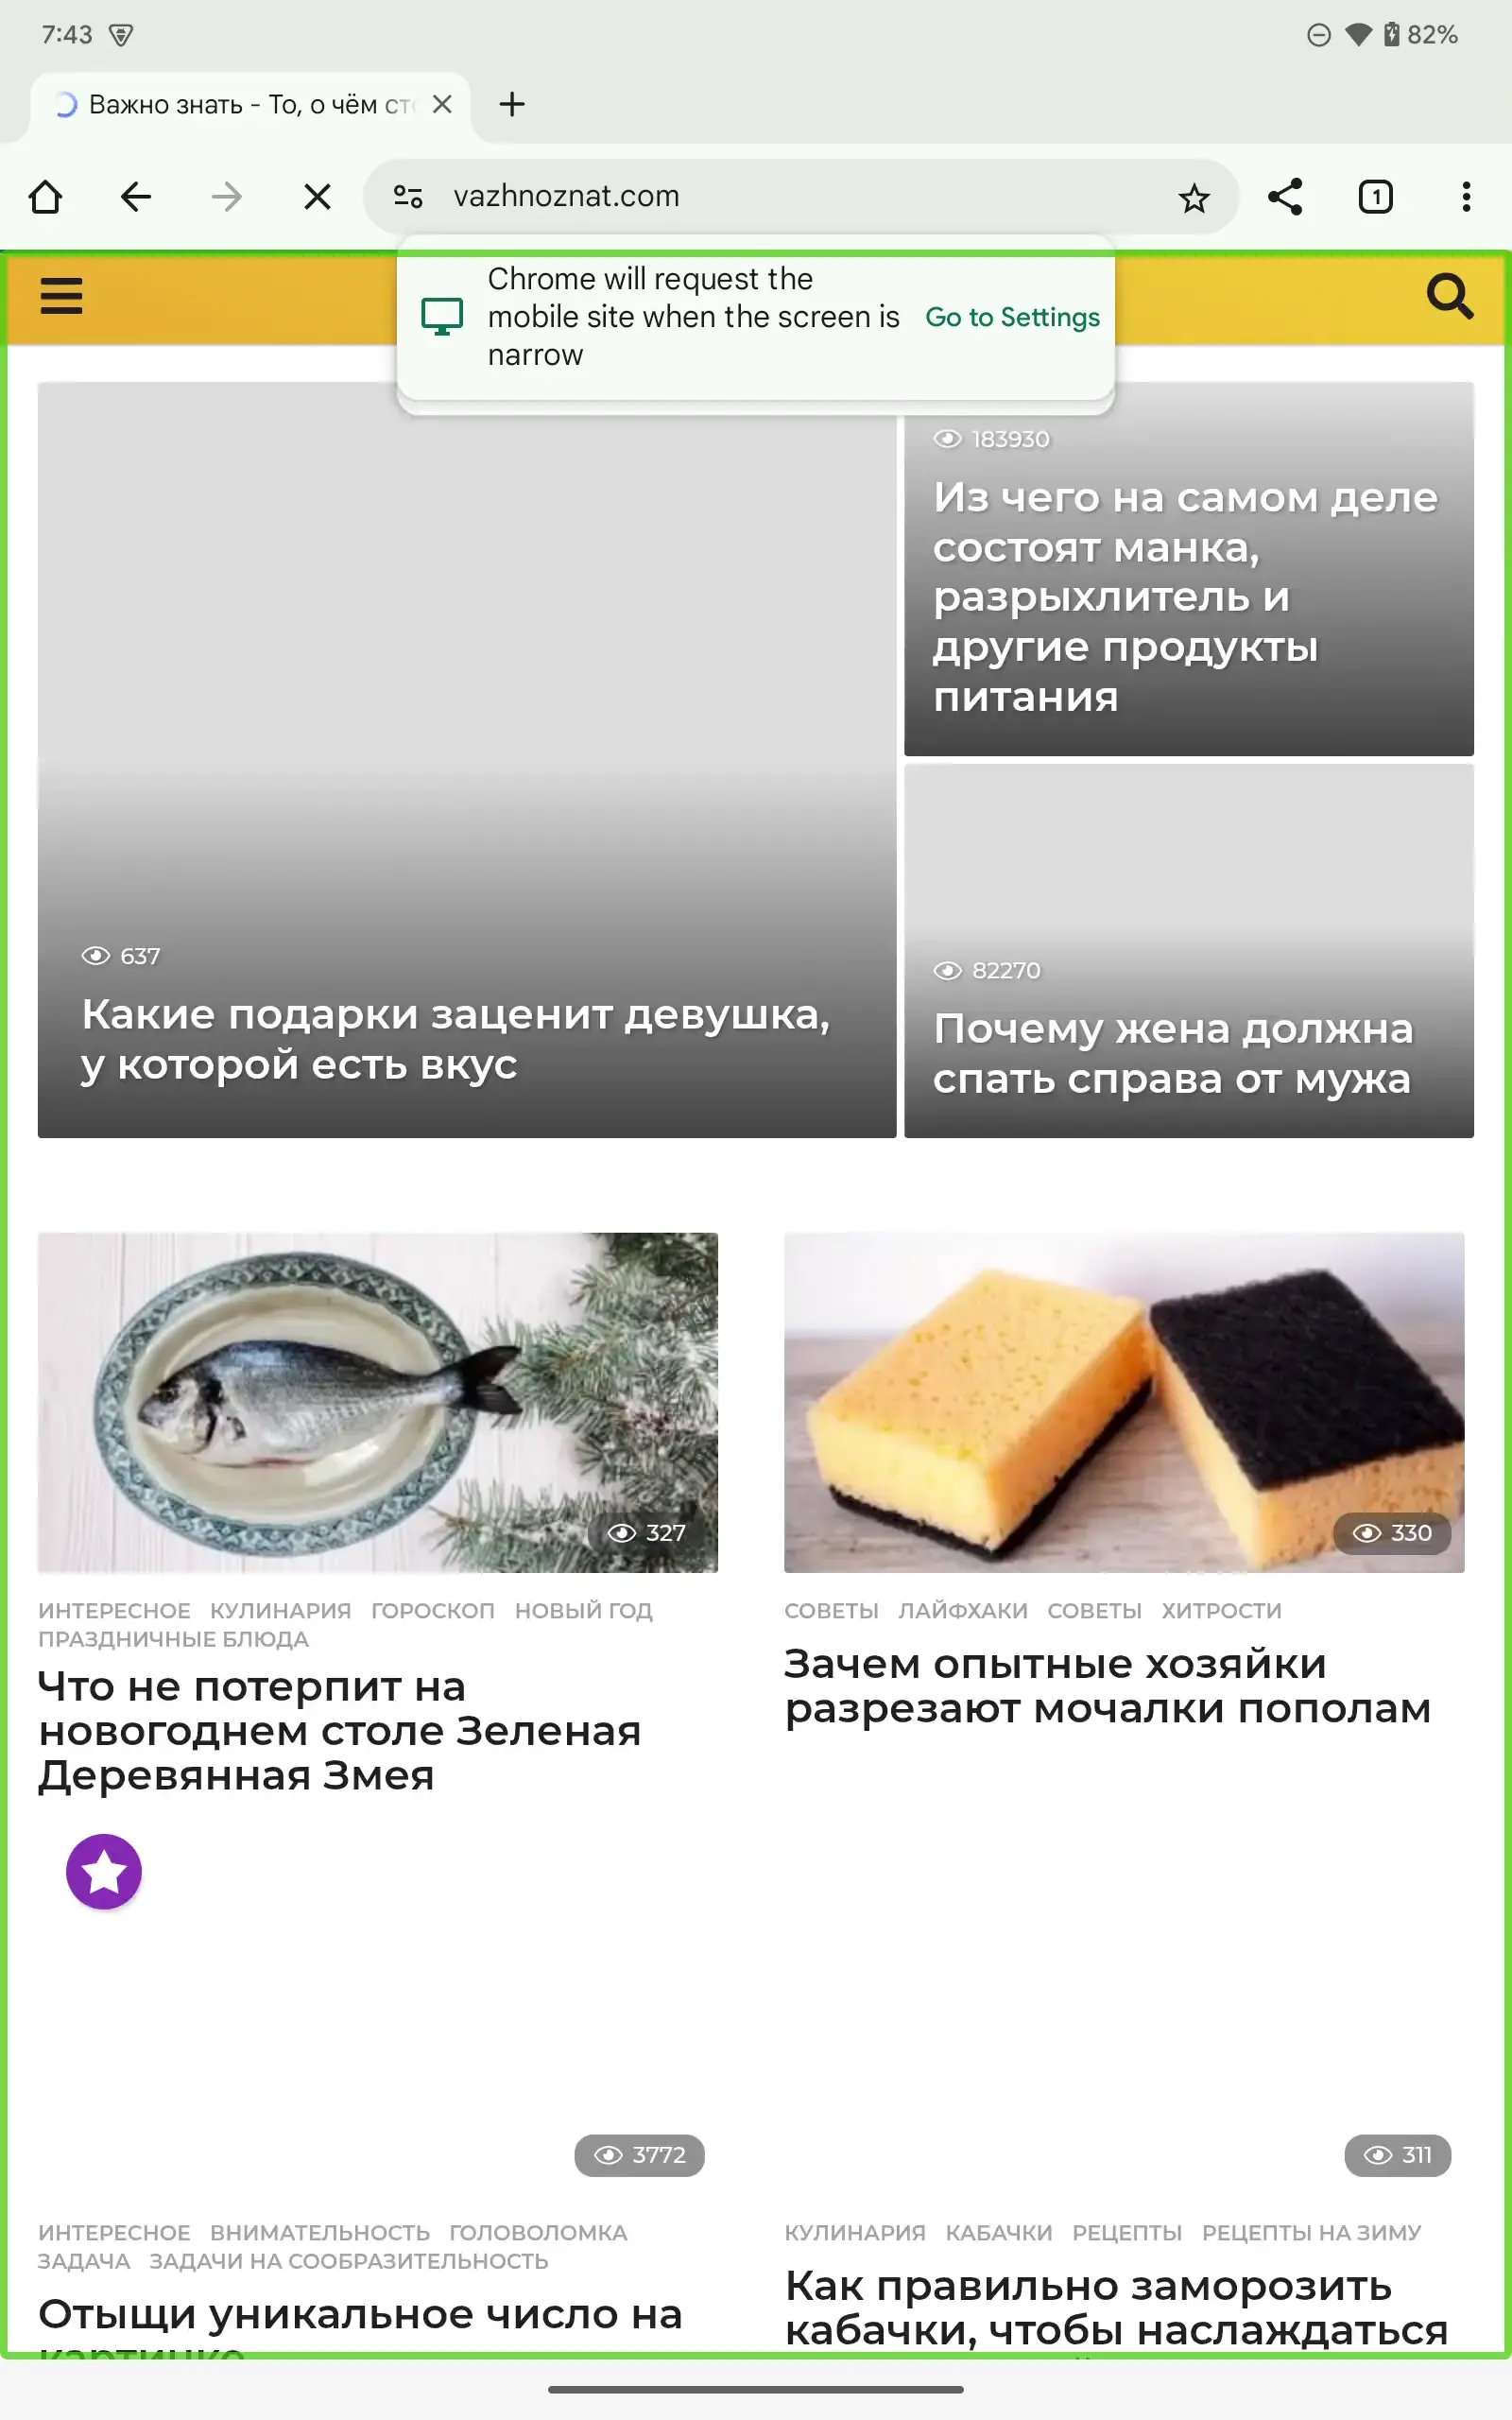 7:43
82%
Важно знать - То, о чём сто
vazhnoznat.com
1
Chrome will request the
mobile site when the screen is
narrow
Go to Settings
183930
Из чего на самом деле
состоят манка,
разрыхлитель и
другие продукты
питания
637
Какие подарки заценит девушка,
у которой есть вкус
82270
Почему жена должна
спать справа от мужа
327
ИНТЕРЕСНОЕ КУЛИНАРИЯ ГОРОСКОП НОВЫЙ ГОД
ПРАЗДНИЧНЫЕ БЛЮДА
Что не потерпит на
новогоднем столе Зеленая
Деревянная Змея
330
СОВЕТЫ ЛАЙФХАКИ СОВЕТЫ ХИТРОСТИ
Зачем опытные хозяйки
разрезают мочалки пополам
3772
ИНТЕРЕСНОЕ ВНИМАТЕЛЬНОСТЬ ГОЛОВОЛОМКА
ЗАДАЧА ЗАДАЧИ НА СООБРАЗИТЕЛЬНОСТЬ
Отыщи уникальное число на
картинке
311
КУЛИНАРИЯ КАБАЧКИ РЕЦЕПТЫ РЕЦЕПТЫ НА ЗИМУ
Как правильно заморозить
кабачки, чтобы наслаждаться